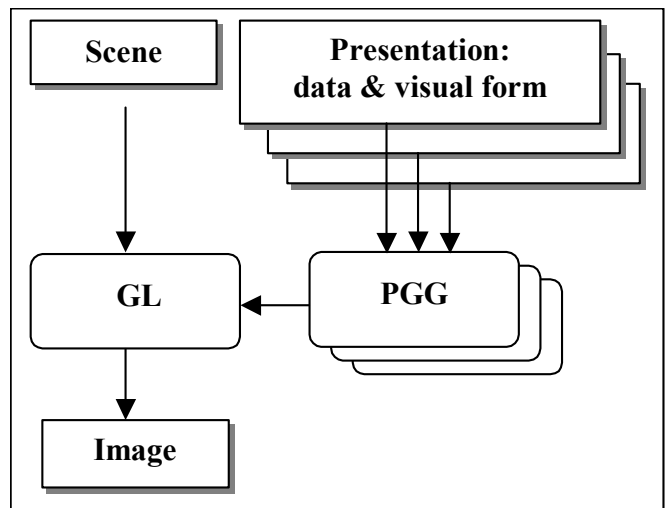 Scene
Presentation:
data & visual form
GL
PGG
Image